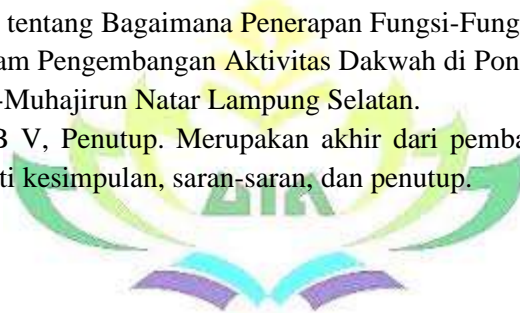 tentang Bagaimana Penerapan Fungsi-Fung
am Pengembangan Aktivitas Dakwah di Pon
-Muhajirun Natar Lampung Selatan.
B V, Penutup. Merupakan akhir dari pemba
ti kesimpulan, saran-saran, dan penutup.